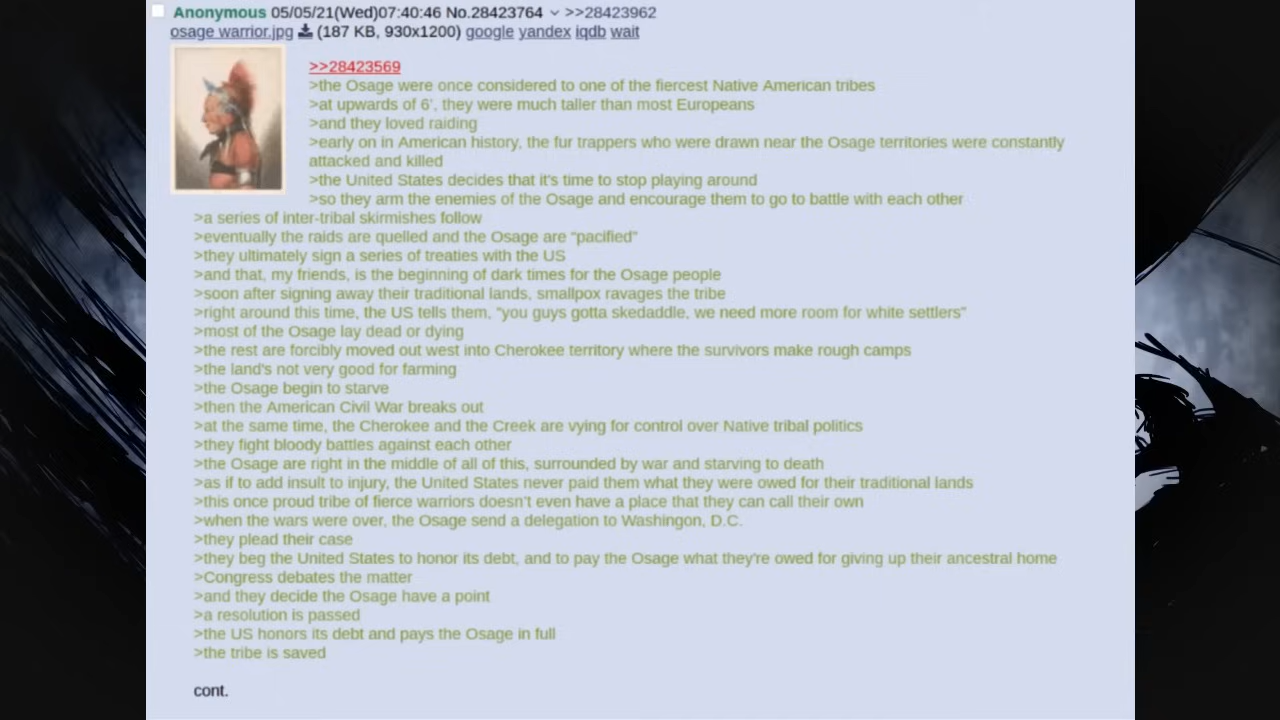 Anonymous 05/05/21(Wed)07:40:46 No.28423764 >>28423962
osage warrior.jpg (187 KB, 930x1200) google yandex iqdb wait
>>28423569
>the Osage were once considered to one of the fiercest Native American tribes
>at upwards of 6', they were much taller than most Europeans
>and they loved raiding
>early on in American history, the fur trappers who were drawn near the Osage territories were constantly
attacked and killed
>the United States decides that it's time to stop playing around
>so they arm the enemies of the Osage and encourage them to go to battle with each other
>a series of inter-tribal skirmishes follow
>eventually the raids are quelled and the Osage are “pacified”
>they ultimately sign a series of treaties with the US
>and that, my friends, is the beginning of dark times for the Osage people
>soon after signing away their traditional lands, smallpox ravages the tribe
>right around this time, the US tells them, “you guys gotta skedaddle, we need more room for white settlers”
>most of the Osage lay dead or dying
>the rest are forcibly moved out west into Cherokee territory where the survivors make rough camps
>the land's not very good for farming
>the Osage begin to starve
>then the American Civil War breaks out
>at the same time, the Cherokee and the Creek are vying for control over Native tribal politics
>they fight bloody battles against each other
>the Osage are right in the middle of all of this, surrounded by war and starving to death
>as if to add insult to injury, the United States never paid them what they were owed for their traditional lands
>this once proud tribe of fierce warriors doesn't even have a place that they can call their own
>when the wars were over, the Osage send a delegation to Washingon, D.C.
>they plead their case
>they beg the United States to honor its debt, and to pay the Osage what they're owed for giving up their ancestral home
>Congress debates the matter
>and they decide the Osage have a point
>a resolution is passed
>the US honors its debt and pays the Osage in full
>the tribe is saved
cont.